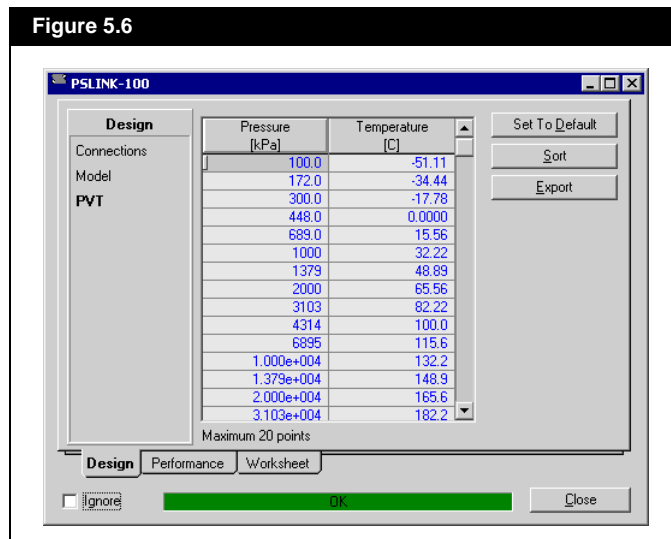 Figure 5.6
PSLINK-100
Design
Connections
Model
PVT
Pressure [kPa] Temperature [C]
100.0 -51.11
172.0 -34.44
300.0 -17.78
448.0 0.0000
689.0 15.56
1000 32.22
1379 48.89
2000 65.56
3103 82.22
4314 100.0
6895 115.6
1.000e+004 132.2
1.379e+004 148.9
2.000e+004 165.6
3.103e+004 182.2
Maximum 20 points
Set To Default
Sort
Export
Design Performance Worksheet
Ignore OK Close